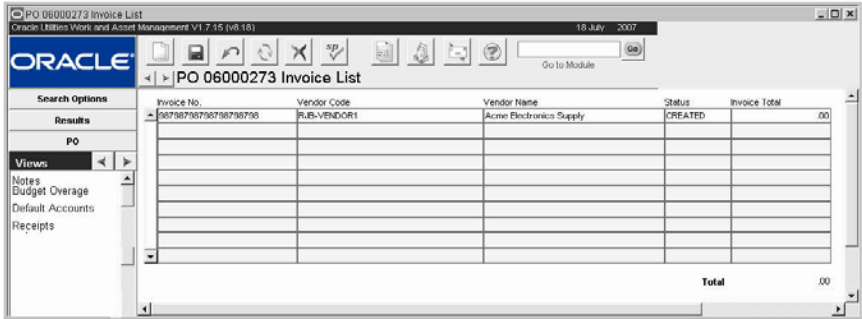 PO 06000273 Invoice List
Oracle Utilities Work and Asset Management V1.7.15 (v8.18) 18 July 2007
ORACLE
Go
Go to Module
PO 06000273 Invoice List
Search Options
Results
PO
Views
Notes
Budget Overage
Default Accounts
Receipts
Invoice No. Vendor Code Vendor Name Status Invoice Total
RJB-VENDOR1 Acme Electronics Supply CREATED .00
Total .00